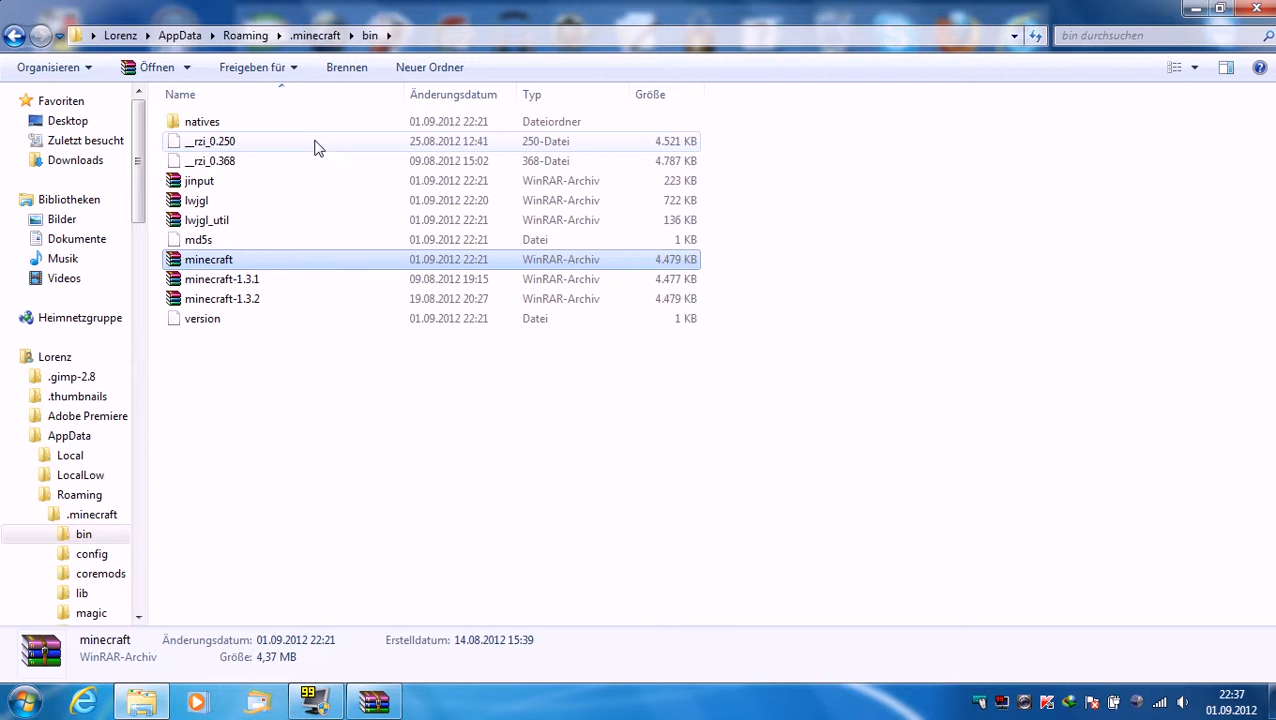 Lorenz AppData Roaming .minecraft bin
bin durchsuchen
Organisieren Öffnen Freigeben für Brennen Neuer Ordner
Name Änderungsdatum Typ Größe
natives 01.09.2012 22:21 Dateiordner
__rzi_0.250 25.08.2012 12:41 250-Datei 4.521 KB
__rzi_0.368 09.08.2012 15:02 368-Datei 4.787 KB
jinput 01.09.2012 22:21 WinRAR-Archiv 223 KB
lwjgl 01.09.2012 22:20 WinRAR-Archiv 722 KB
lwjgl_util 01.09.2012 22:21 WinRAR-Archiv 136 KB
md5s 01.09.2012 22:21 Datei 1 KB
minecraft 01.09.2012 22:21 WinRAR-Archiv 4.479 KB
minecraft-1.3.1 09.08.2012 19:15 WinRAR-Archiv 4.477 KB
minecraft-1.3.2 19.08.2012 20:27 WinRAR-Archiv 4.479 KB
version 01.09.2012 22:21 Datei 1 KB
Favoriten
Desktop
Zuletzt besucht
Downloads
Bibliotheken
Bilder
Dokumente
Musik
Videos
Heimnetzgruppe
Lorenz
.gimp-2.8
.thumbnails
Adobe Premiere
AppData
Local
LocalLow
Roaming
.minecraft
bin
config
coremods
lib
magic
minecraft Änderungsdatum: 01.09.2012 22:21 Erstelldatum: 14.08.2012 15:39
WinRAR-Archiv Größe: 4,37 MB
99
22:37
01.09.2012